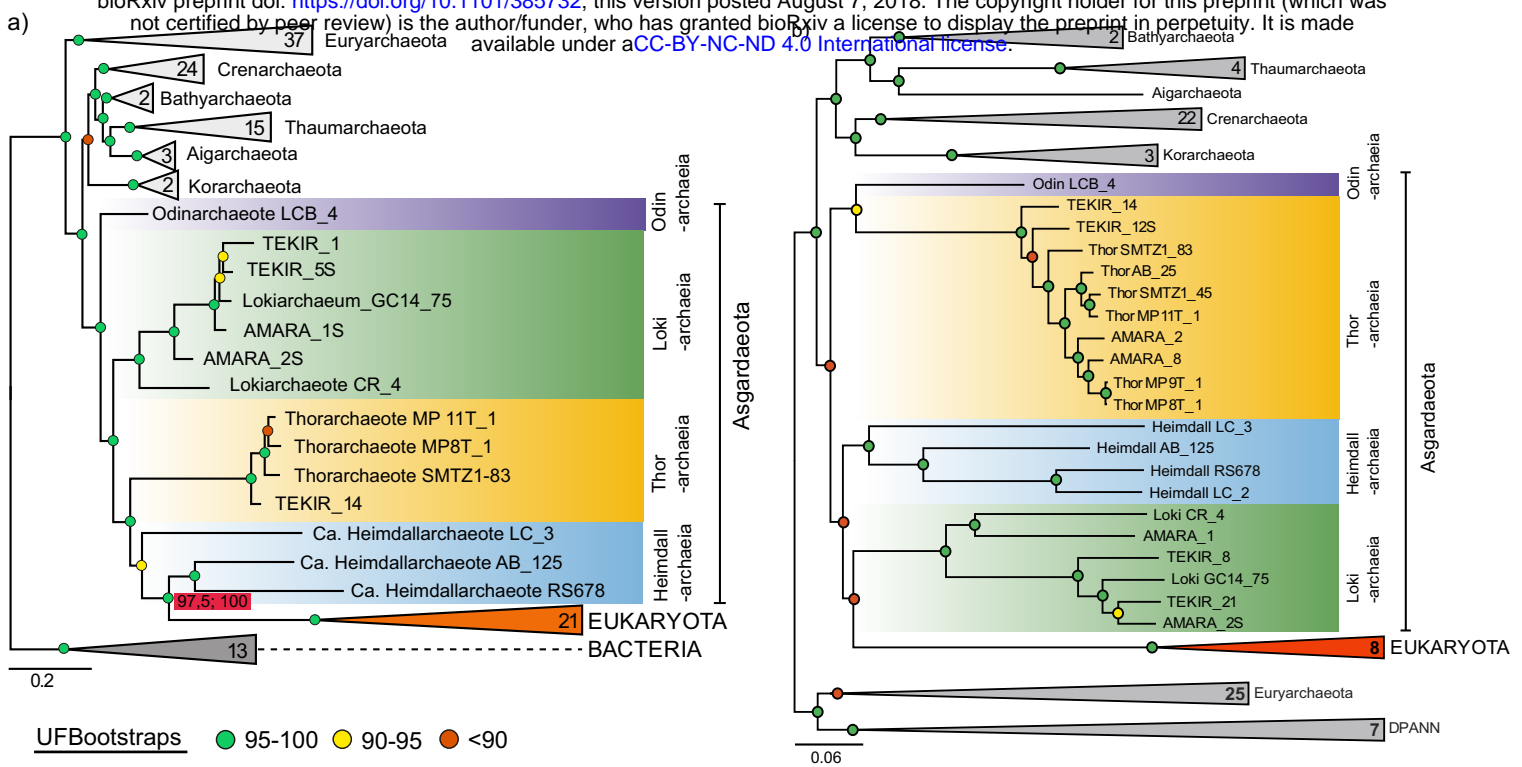 bioRxiv preprint doi: https://doi.org/10.1101/385732; this version posted August 7, 2018. The copyright holder for this preprint (which was
not certified by peer review) is the author/funder, who has granted bioRxiv a license to display the preprint in perpetuity. It is made
available under aCC-BY-NC-ND 4.0 International license.
a)
37 Euryarchaeota
24 Crenarchaeota
2 Bathyarchaeota
15 Thaumarchaeota
3 Aigarchaeota
2 Korarchaeota
Odinarchaeote LCB_4
TEKIR_1
TEKIR_5S
Lokiarchaeum_GC14_75
AMARA_1S
AMARA_2S
Lokiarchaeote CR_4
Thorarchaeote MP 11T_1
Thorarchaeote MP8T_1
Thorarchaeote SMTZ1-83
TEKIR_14
Ca. Heimdallarchaeote LC_3
Ca. Heimdallarchaeote AB_125
Ca. Heimdallarchaeote RS678
97,5; 100
21 EUKARYOTA
13 BACTERIA
0.2
Odin
-archaeia
Loki
-archaeia
Thor
-archaeia
Heimdall
-archaeia
Asgardaeota
UFBootstraps
95-100
90-95
<90
b)
2 Bathyarchaeota
4 Thaumarchaeota
Aigarchaeota
22 Crenarchaeota
3 Korarchaeota
Odin LCB_4
TEKIR_14
TEKIR_12S
Thor SMTZ1_83
Thor AB_25
Thor SMTZ1_45
Thor MP11T_1
AMARA_2
AMARA_8
Thor MP9T_1
Thor MP8T_1
Heimdall LC_3
Heimdall AB_125
Heimdall RS678
Heimdall LC_2
Loki CR_4
AMARA_1
TEKIR_8
Loki GC14_75
TEKIR_21
AMARA_2S
8 EUKARYOTA
25 Euryarchaeota
7 DPANN
0.06
Odin
-archaeia
Thor
-archaeia
Heimdall
-archaeia
Loki
-archaeia
Asgardaeota